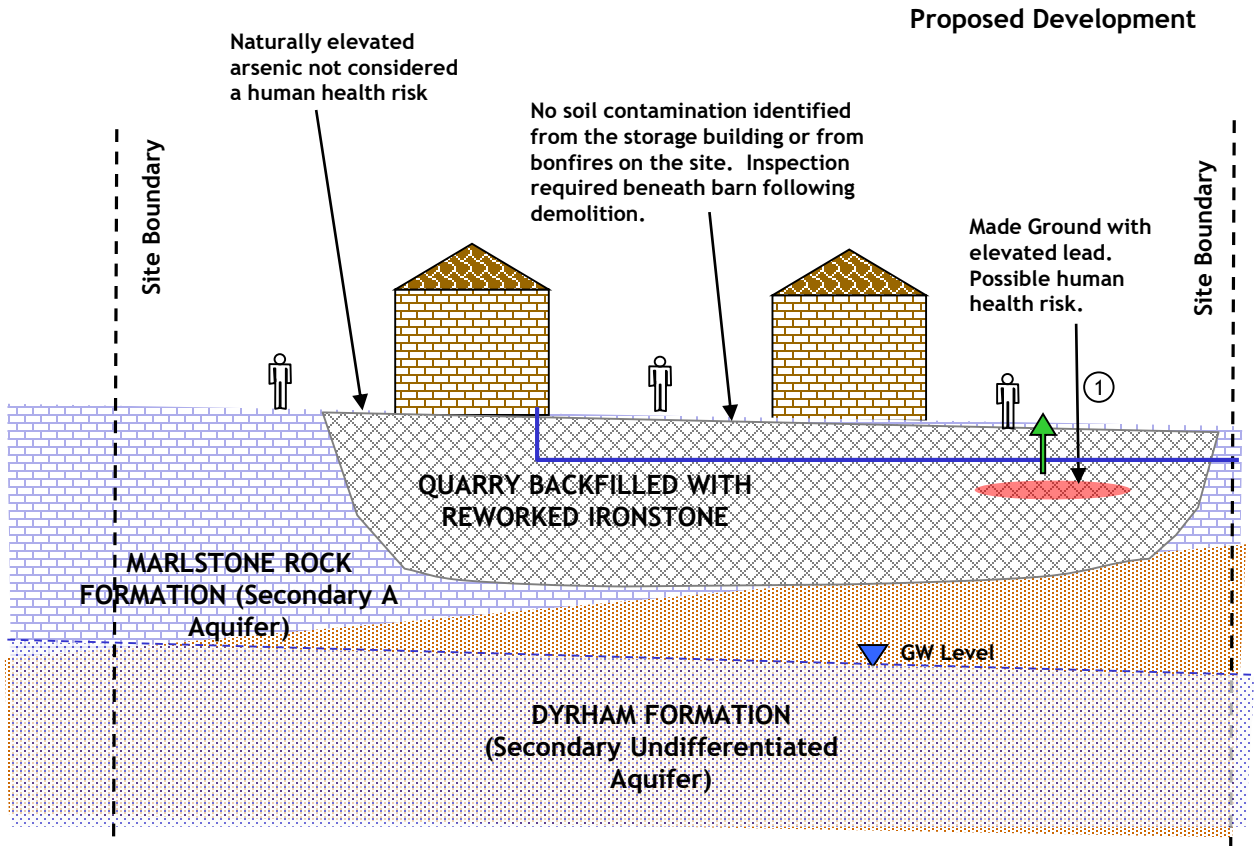 Proposed Development
Naturally elevated
arsenic not considered
a human health risk
No soil contamination identified
from the storage building or from
bonfires on the site.  Inspection
required beneath barn following
demolition.
Site Boundary
Site Boundary
Made Ground with
elevated lead.
Possible human
health risk.
1
QUARRY BACKFILLED WITH
REWORKED IRONSTONE
MARLSTONE ROCK
FORMATION (Secondary A
Aquifer)
GW Level
DYRHAM FORMATION
(Secondary Undifferentiated
Aquifer)